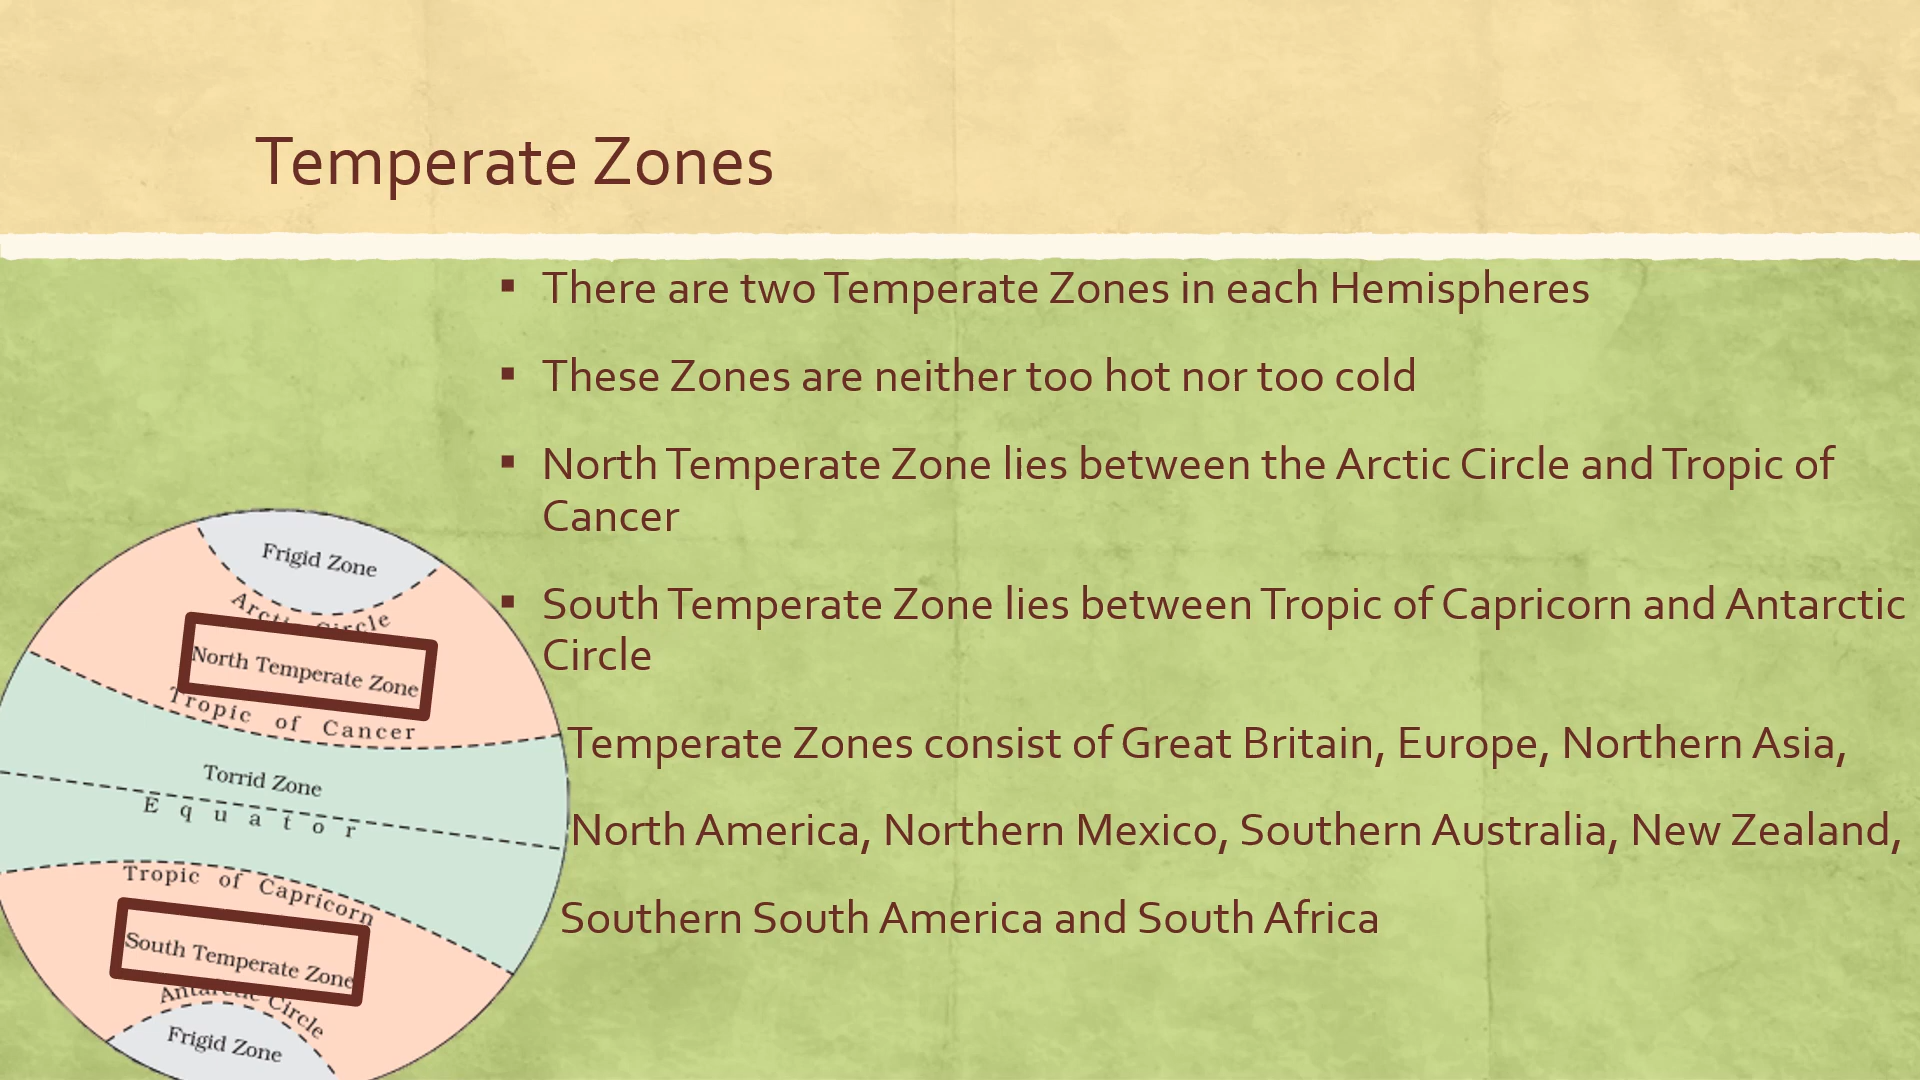 Temperate Zones
There are two Temperate Zones in each Hemispheres
These Zones are neither too hot nor too cold
North Temperate Zone lies between the Arctic Circle and Tropic of
Cancer
South Temperate Zone lies between Tropic of Capricorn and Antarctic
Circle
Temperate Zones consist of Great Britain, Europe, Northern Asia,
North America, Northern Mexico, Southern Australia, New Zealand,
Southern South America and South Africa
Frigid Zone
Arctic Circle
North Temperate Zone
Tropic of Cancer
Torrid Zone
Equator
Tropic of Capricorn
South Temperate Zone
Antarctic Circle
Frigid Zone